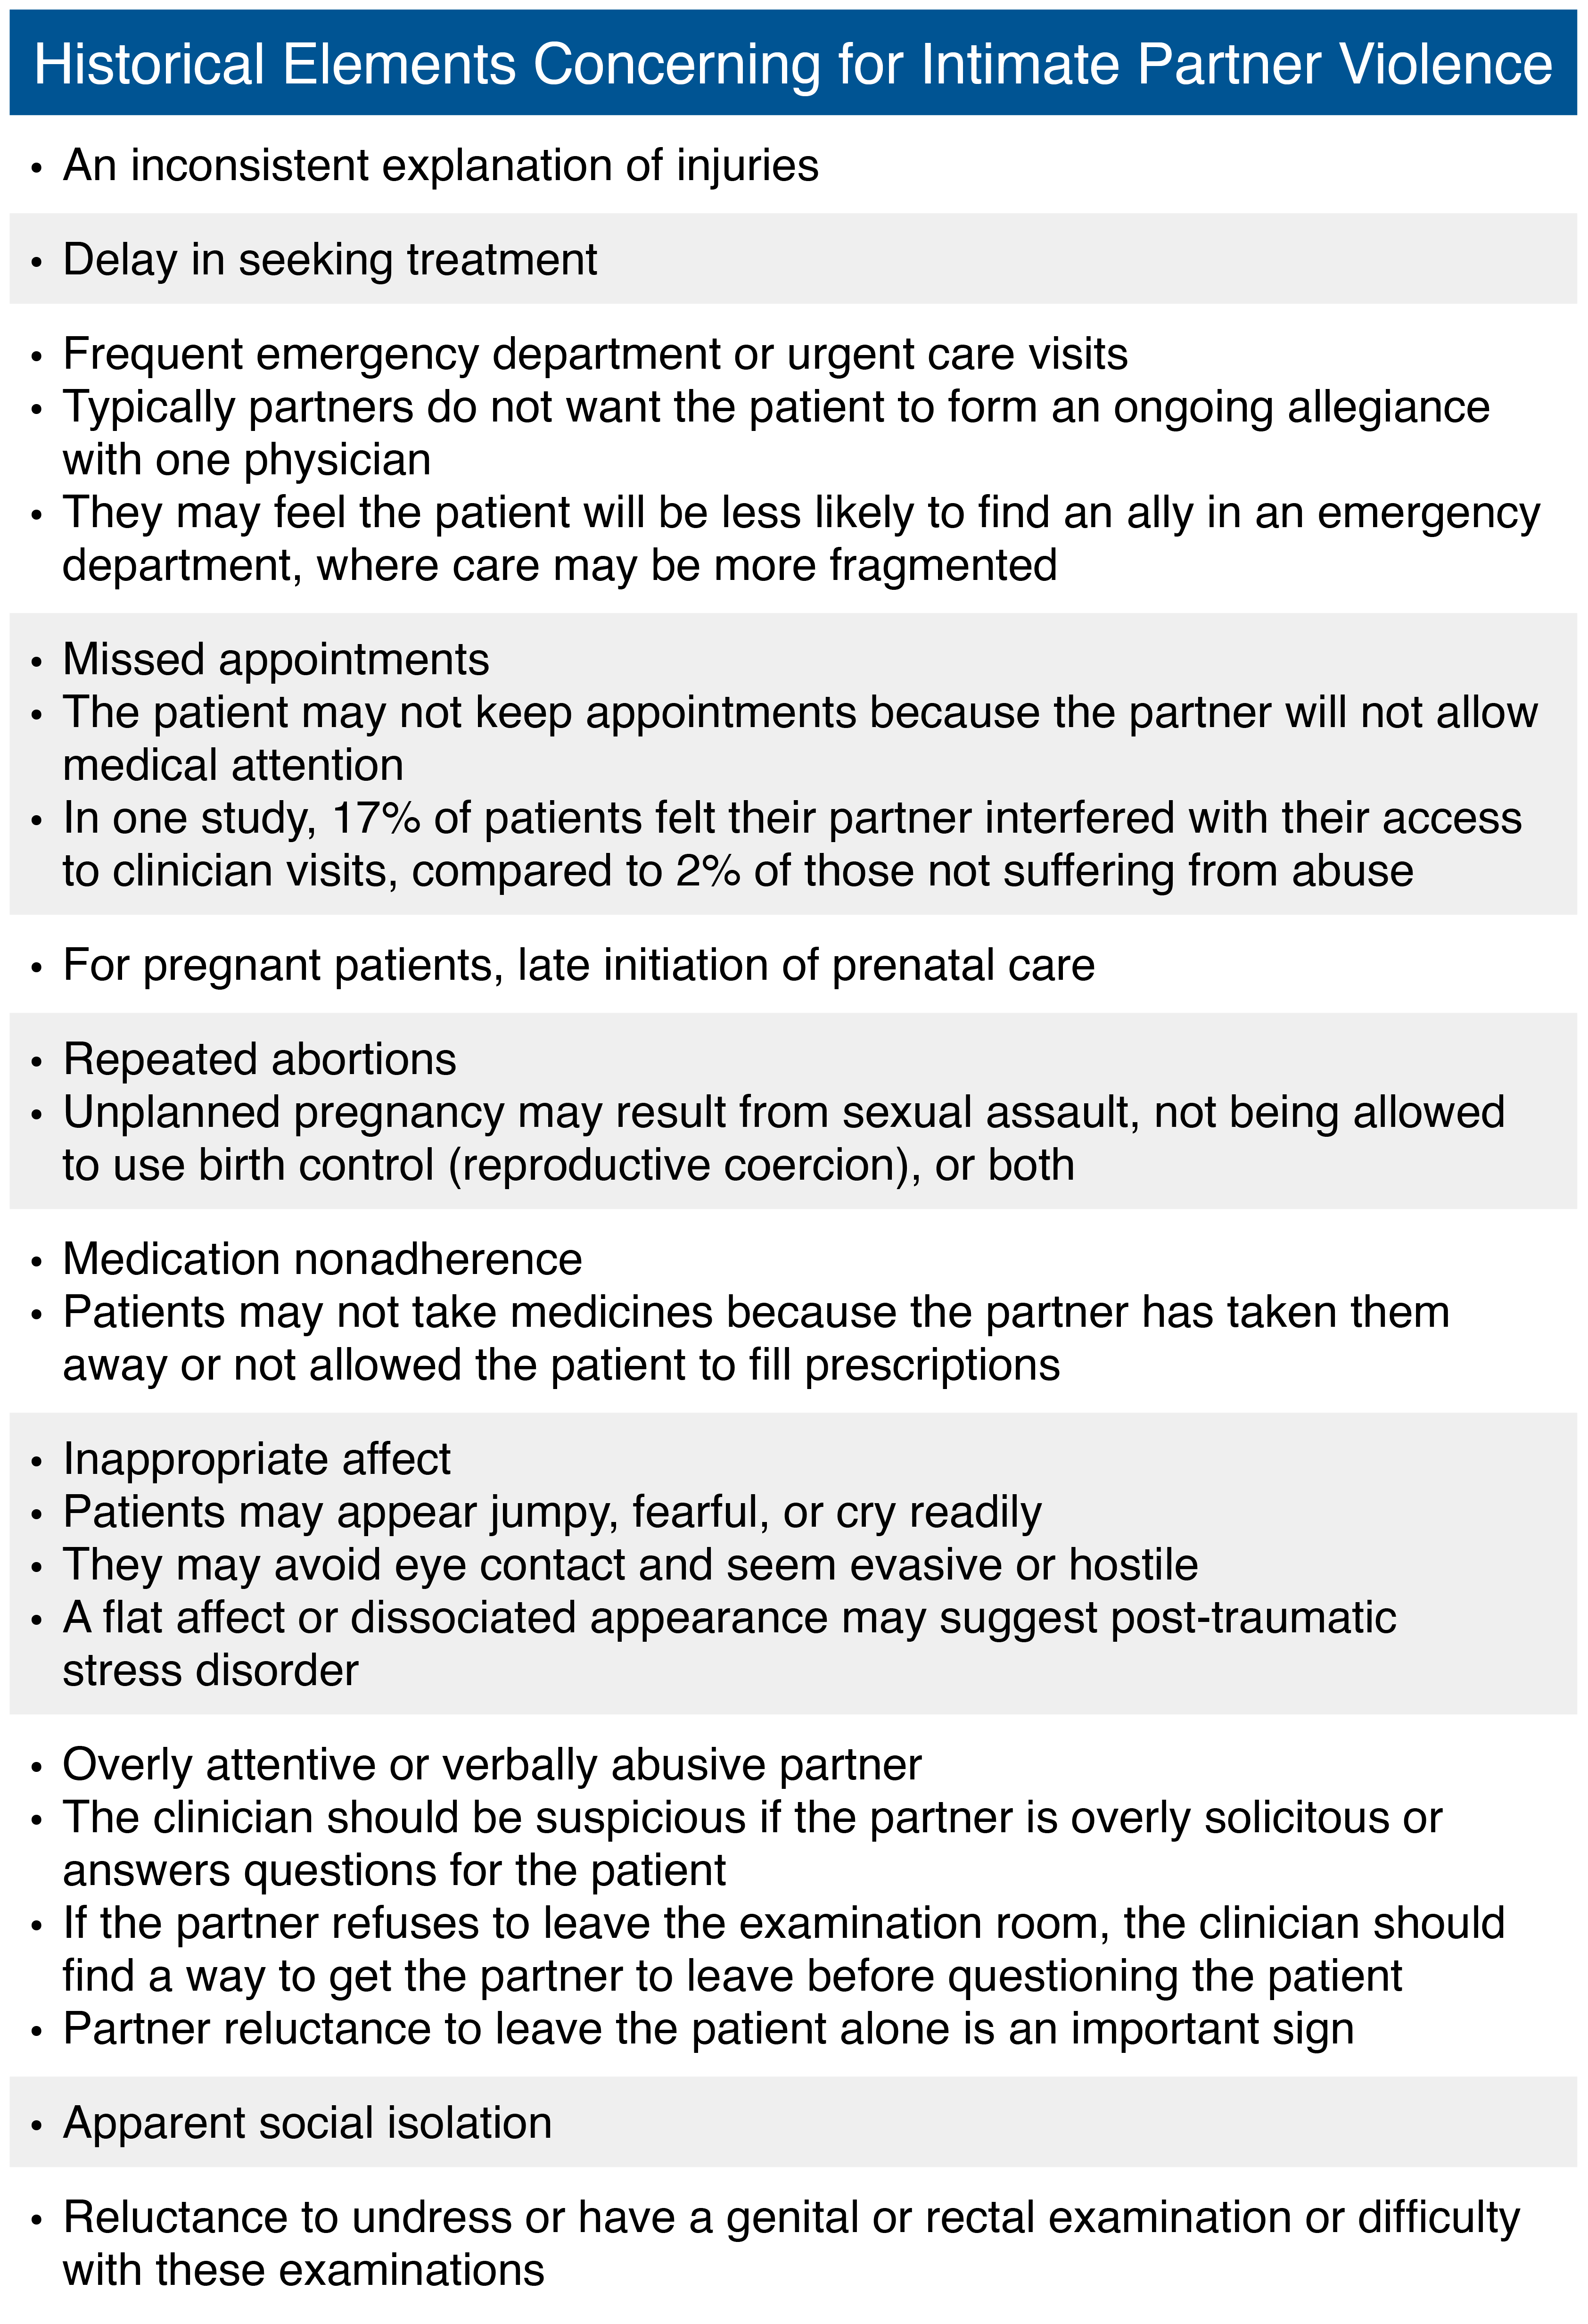 Historical Elements Concerning for Intimate Partner Violence
• An inconsistent explanation of injuries
• Delay in seeking treatment
• Frequent emergency department or urgent care visits
• Typically partners do not want the patient to form an ongoing allegiance
with one physician
• They may feel the patient will be less likely to find an ally in an emergency
department, where care may be more fragmented
• Missed appointments
• The patient may not keep appointments because the partner will not allow
medical attention
• In one study, 17% of patients felt their partner interfered with their access
to clinician visits, compared to 2% of those not suffering from abuse
• For pregnant patients, late initiation of prenatal care
• Repeated abortions
• Unplanned pregnancy may result from sexual assault, not being allowed
to use birth control (reproductive coercion), or both
• Medication nonadherence
• Patients may not take medicines because the partner has taken them
away or not allowed the patient to fill prescriptions
• Inappropriate affect
• Patients may appear jumpy, fearful, or cry readily
• They may avoid eye contact and seem evasive or hostile
• A flat affect or dissociated appearance may suggest post-traumatic
stress disorder
• Overly attentive or verbally abusive partner
• The clinician should be suspicious if the partner is overly solicitous or
answers questions for the patient
• If the partner refuses to leave the examination room, the clinician should
find a way to get the partner to leave before questioning the patient
• Partner reluctance to leave the patient alone is an important sign
• Apparent social isolation
• Reluctance to undress or have a genital or rectal examination or difficulty
with these examinations